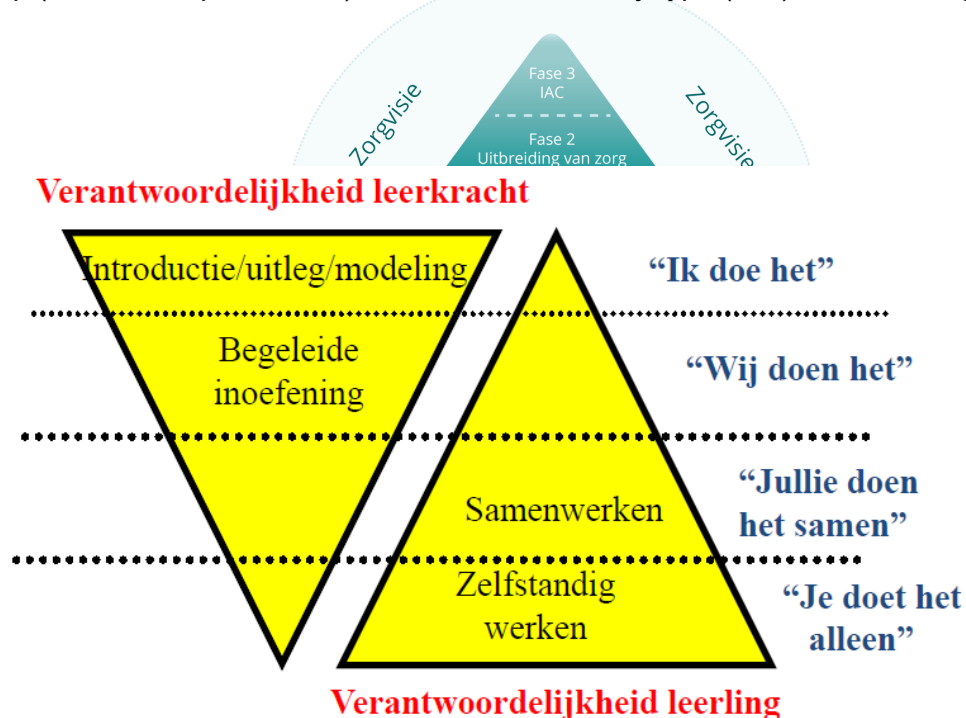 Fase 3
IAC
Zorgvisie
Zorgvisie
Fase 2
Uitbreiding van zorg
Verantwoordelijkheid leerkracht
Introductie/uitleg/modeling
“Ik doe het”
Begeleide
inoefening
“Wij doen het”
Samenwerken
“Jullie doen
het samen”
Zelfstandig
werken
“Je doet het
alleen”
Verantwoordelijkheid leerling